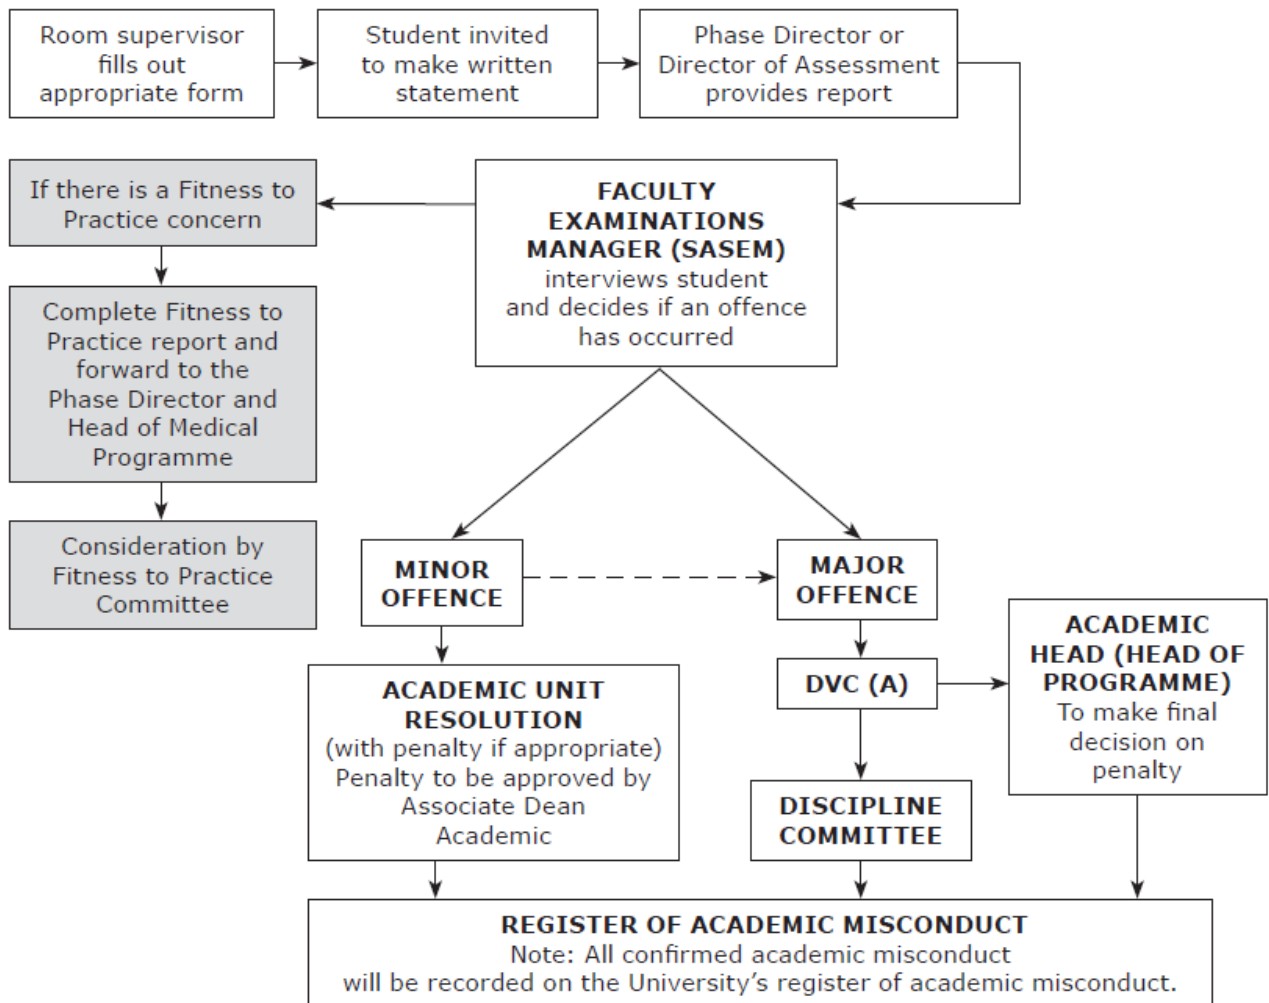 Room supervisor
fills out
appropriate form
Student invited
to make written
statement
Phase Director or
Director of Assessment
provides report
If there is a Fitness to
Practice concern
FACULTY
EXAMINATIONS
MANAGER (SASEM)
interviews student
and decides if an offence
has occurred
Complete Fitness to
Practice report and
forward to the
Phase Director and
Head of Medical
Programme
Consideration by
Fitness to Practice
Committee
MINOR
OFFENCE
MAJOR
OFFENCE
ACADEMIC UNIT
RESOLUTION
(with penalty if appropriate)
Penalty to be approved by
Associate Dean
Academic
DVC (A)
ACADEMIC
HEAD (HEAD OF
PROGRAMME)
To make final
decision on
penalty
DISCIPLINE
COMMITTEE
REGISTER OF ACADEMIC MISCONDUCT
Note: All confirmed academic misconduct
will be recorded on the University’s register of academic misconduct.